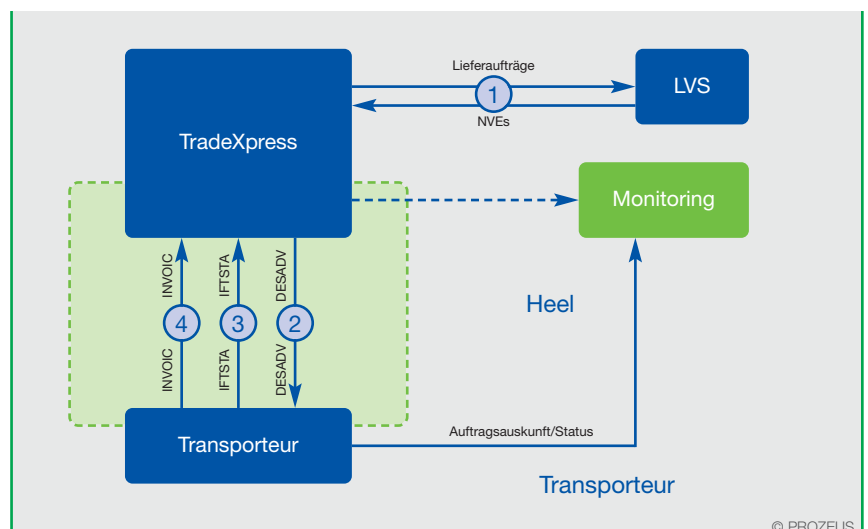 Lieferaufträge
1
NVEs
LVS
TradeXpress
Monitoring
INVOIC
IFTSTA
DESADV
Heel
4
3
2
INVOIC
IFTSTA
DESADV
Transporteur
Auftragsauskunft/Status
Transporteur
© PROZEUS